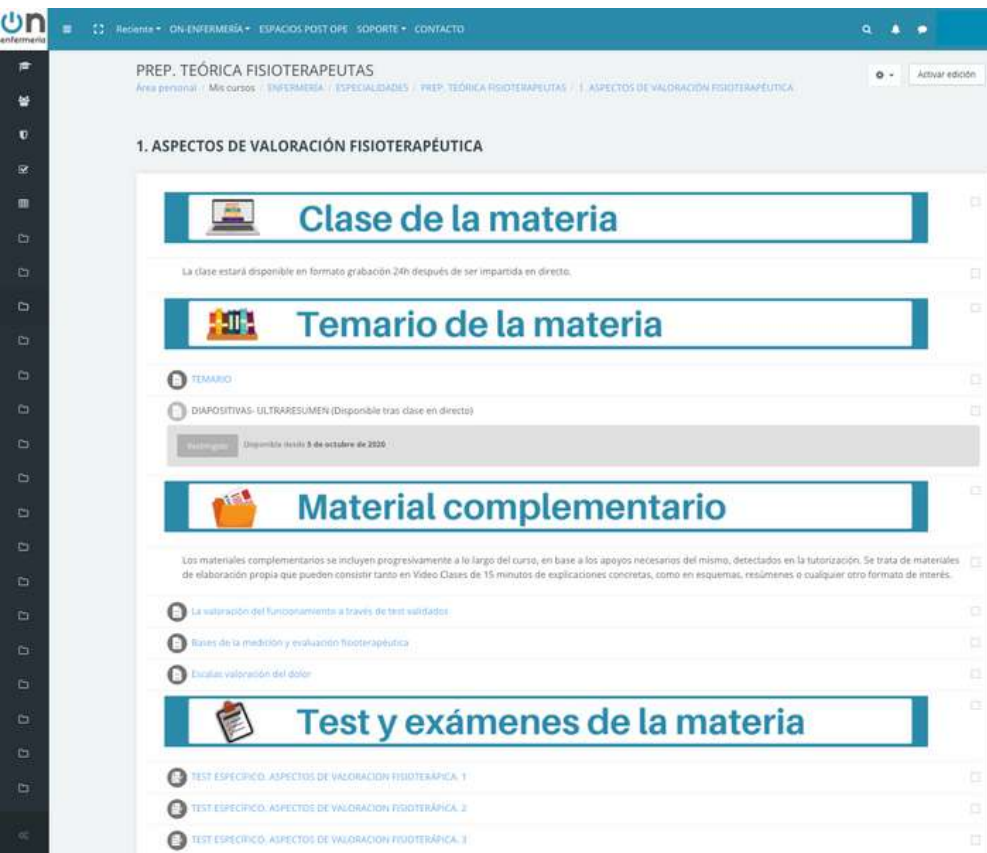 on
enfermería
Reciente ON-ENFERMERÍA ESPACIOS POST OPE SOPORTE CONTACTO
PREP. TEÓRICA FISIOTERAPEUTAS
Activar edición
Área personal / Mis cursos / ENFERMERÍA / ESPECIALIDADES / PREP. TEÓRICA FISIOTERAPEUTAS / 1. ASPECTOS DE VALORACIÓN FISIOTERAPÉUTICA
1. ASPECTOS DE VALORACIÓN FISIOTERAPÉUTICA
Clase de la materia
La clase estará disponible en formato grabación 24h después de ser impartida en directo.
Temario de la materia
TEMARIO
DIAPOSITIVAS- ULTRARESUMEN (Disponible tras clase en directo)
Restringido Disponible desde 5 de octubre de 2020
Material complementario
Los materiales complementarios se incluyen progresivamente a lo largo del curso, en base a los apoyos necesarios del mismo, detectados en la tutorización. Se trata de materiales
de elaboración propia que pueden consistir tanto en Video Clases de 15 minutos de explicaciones concretas, como en esquemas, resúmenes o cualquier otro formato de interés.
La valoración del funcionamiento a través de test validados
Bases de la medición y evaluación fisioterapéutica
Escalas valoración del dolor
Test y exámenes de la materia
TEST ESPECÍFICO. ASPECTOS DE VALORACIÓN FISIOTERÁPICA. 1
TEST ESPECÍFICO. ASPECTOS DE VALORACIÓN FISIOTERÁPICA. 2
TEST ESPECÍFICO. ASPECTOS DE VALORACIÓN FISIOTERÁPICA. 3